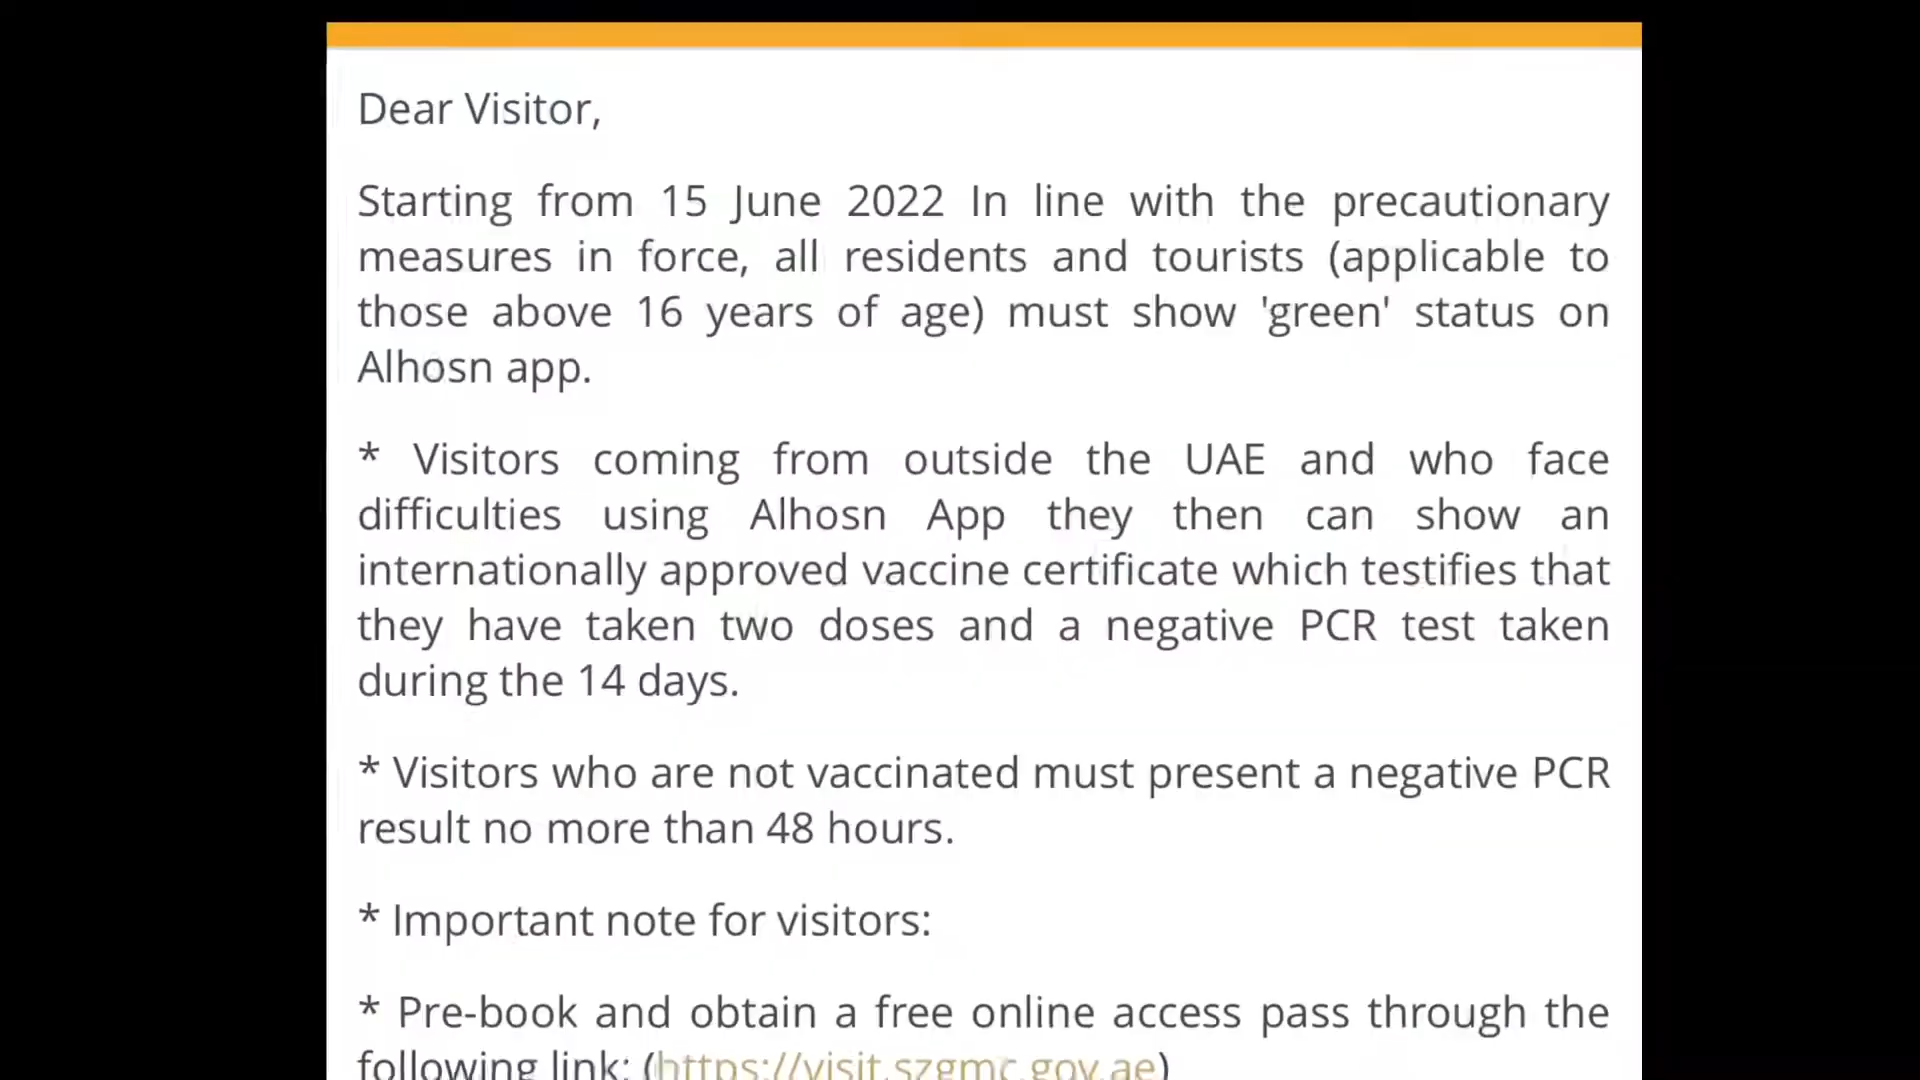 Dear Visitor,
Starting from 15 June 2022 In line with the precautionary
measures in force, all residents and tourists (applicable to
those above 16 years of age) must show 'green' status on
Alhosn app.
* Visitors coming from outside the UAE and who face
difficulties using Alhosn App they then can show an
internationally approved vaccine certificate which testifies that
they have taken two doses and a negative PCR test taken
during the 14 days.
* Visitors who are not vaccinated must present a negative PCR
result no more than 48 hours.
* Important note for visitors:
* Pre-book and obtain a free online access pass through the
following link: (https://visit.szgmc.gov.ae)